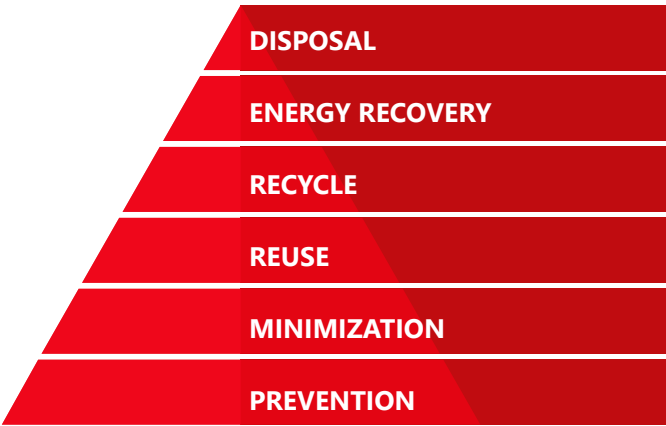 DISPOSAL
ENERGY RECOVERY
RECYCLE
REUSE
MINIMIZATION
PREVENTION